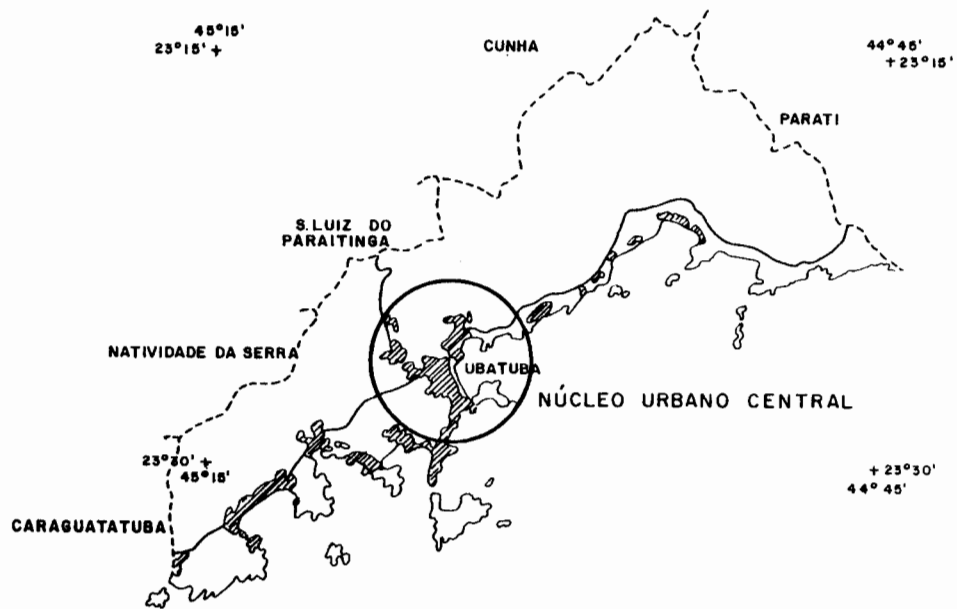 45°15'
23°15' +
CUNHA
44°45'
+23°15'
PARATI
S.LUIZ DO
PARAITINGA
NATIVIDADE DA SERRA
UBATUBA
NÚCLEO URBANO CENTRAL
23°30' +
45°15'
+23°30'
44°45'
CARAGUATATUBA